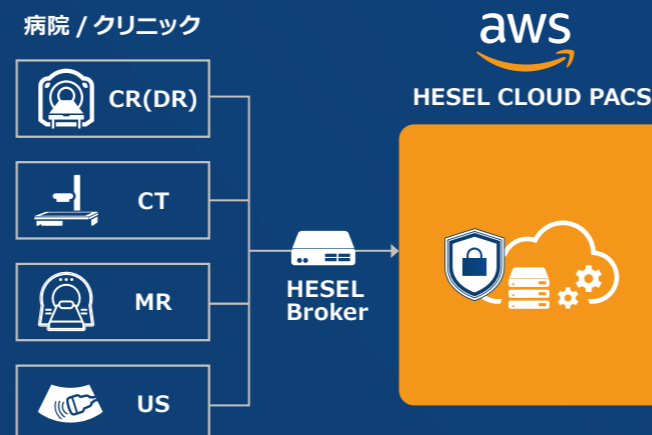 病院 / クリニック
CR(DR)
CT
MR
US
HESEL
Broker
aws
HESEL CLOUD PACS